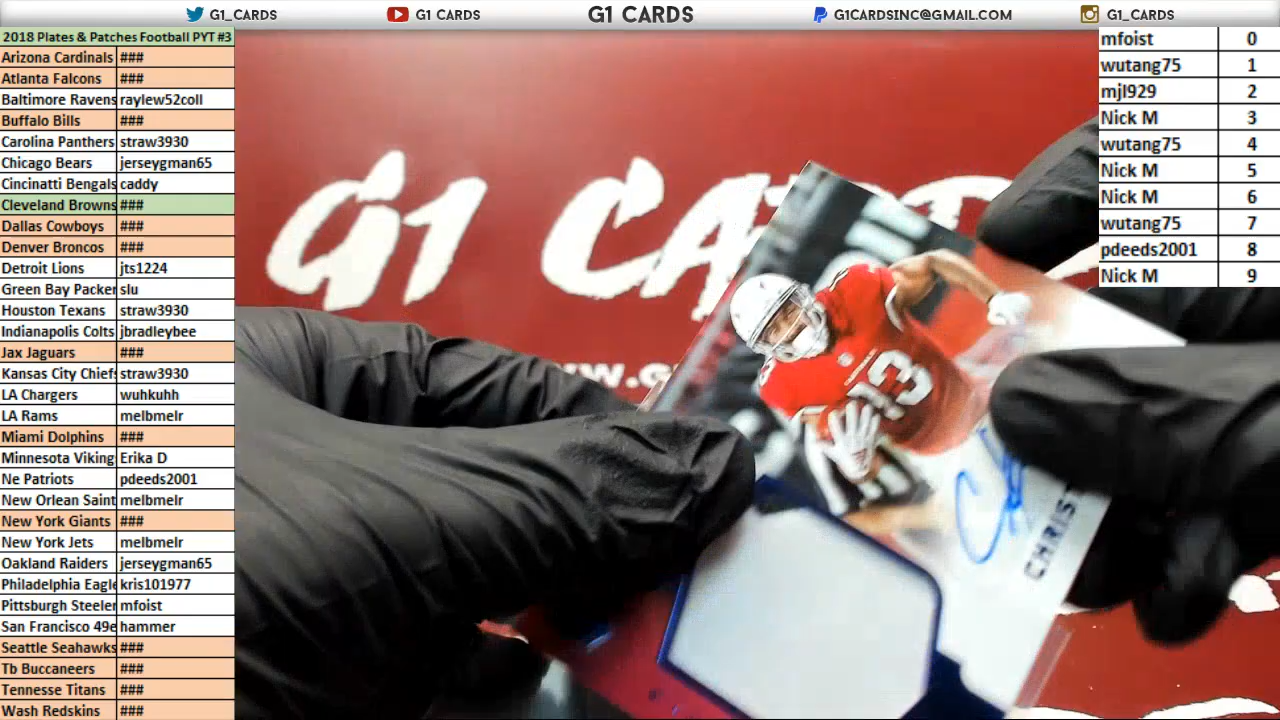 G1_CARDS
G1 CARDS
G1 CARDS
G1CARDSINC@GMAIL.COM
G1_CARDS
2018 Plates & Patches Football PYT #3
Arizona Cardinals ###
Atlanta Falcons ###
Baltimore Ravens raylew52coll
Buffalo Bills ###
Carolina Panthers straw3930
Chicago Bears jerseygman65
Cincinatti Bengals caddy
Cleveland Browns ###
Dallas Cowboys ###
Denver Broncos ###
Detroit Lions jts1224
Green Bay Packer slu
Houston Texans straw3930
Indianapolis Colts jbradleybee
Jax Jaguars ###
Kansas City Chiefs straw3930
LA Chargers wuhkuhh
LA Rams melbmelr
Miami Dolphins ###
Minnesota Viking Erika D
Ne Patriots pdeeds2001
New Orlean Saint melbmelr
New York Giants ###
New York Jets melbmelr
Oakland Raiders jerseygman65
Philadelphia Eagle kris101977
Pittsburgh Steeler mfoist
San Francisco 49e hammer
Seattle Seahawks ###
Tb Buccaneers ###
Tennesse Titans ###
Wash Redskins ###
mfoist 0
wutang75 1
mjl929 2
Nick M 3
wutang75 4
Nick M 5
Nick M 6
wutang75 7
pdeeds2001 8
Nick M 9
G1 CA
www.G
13
CHRIST